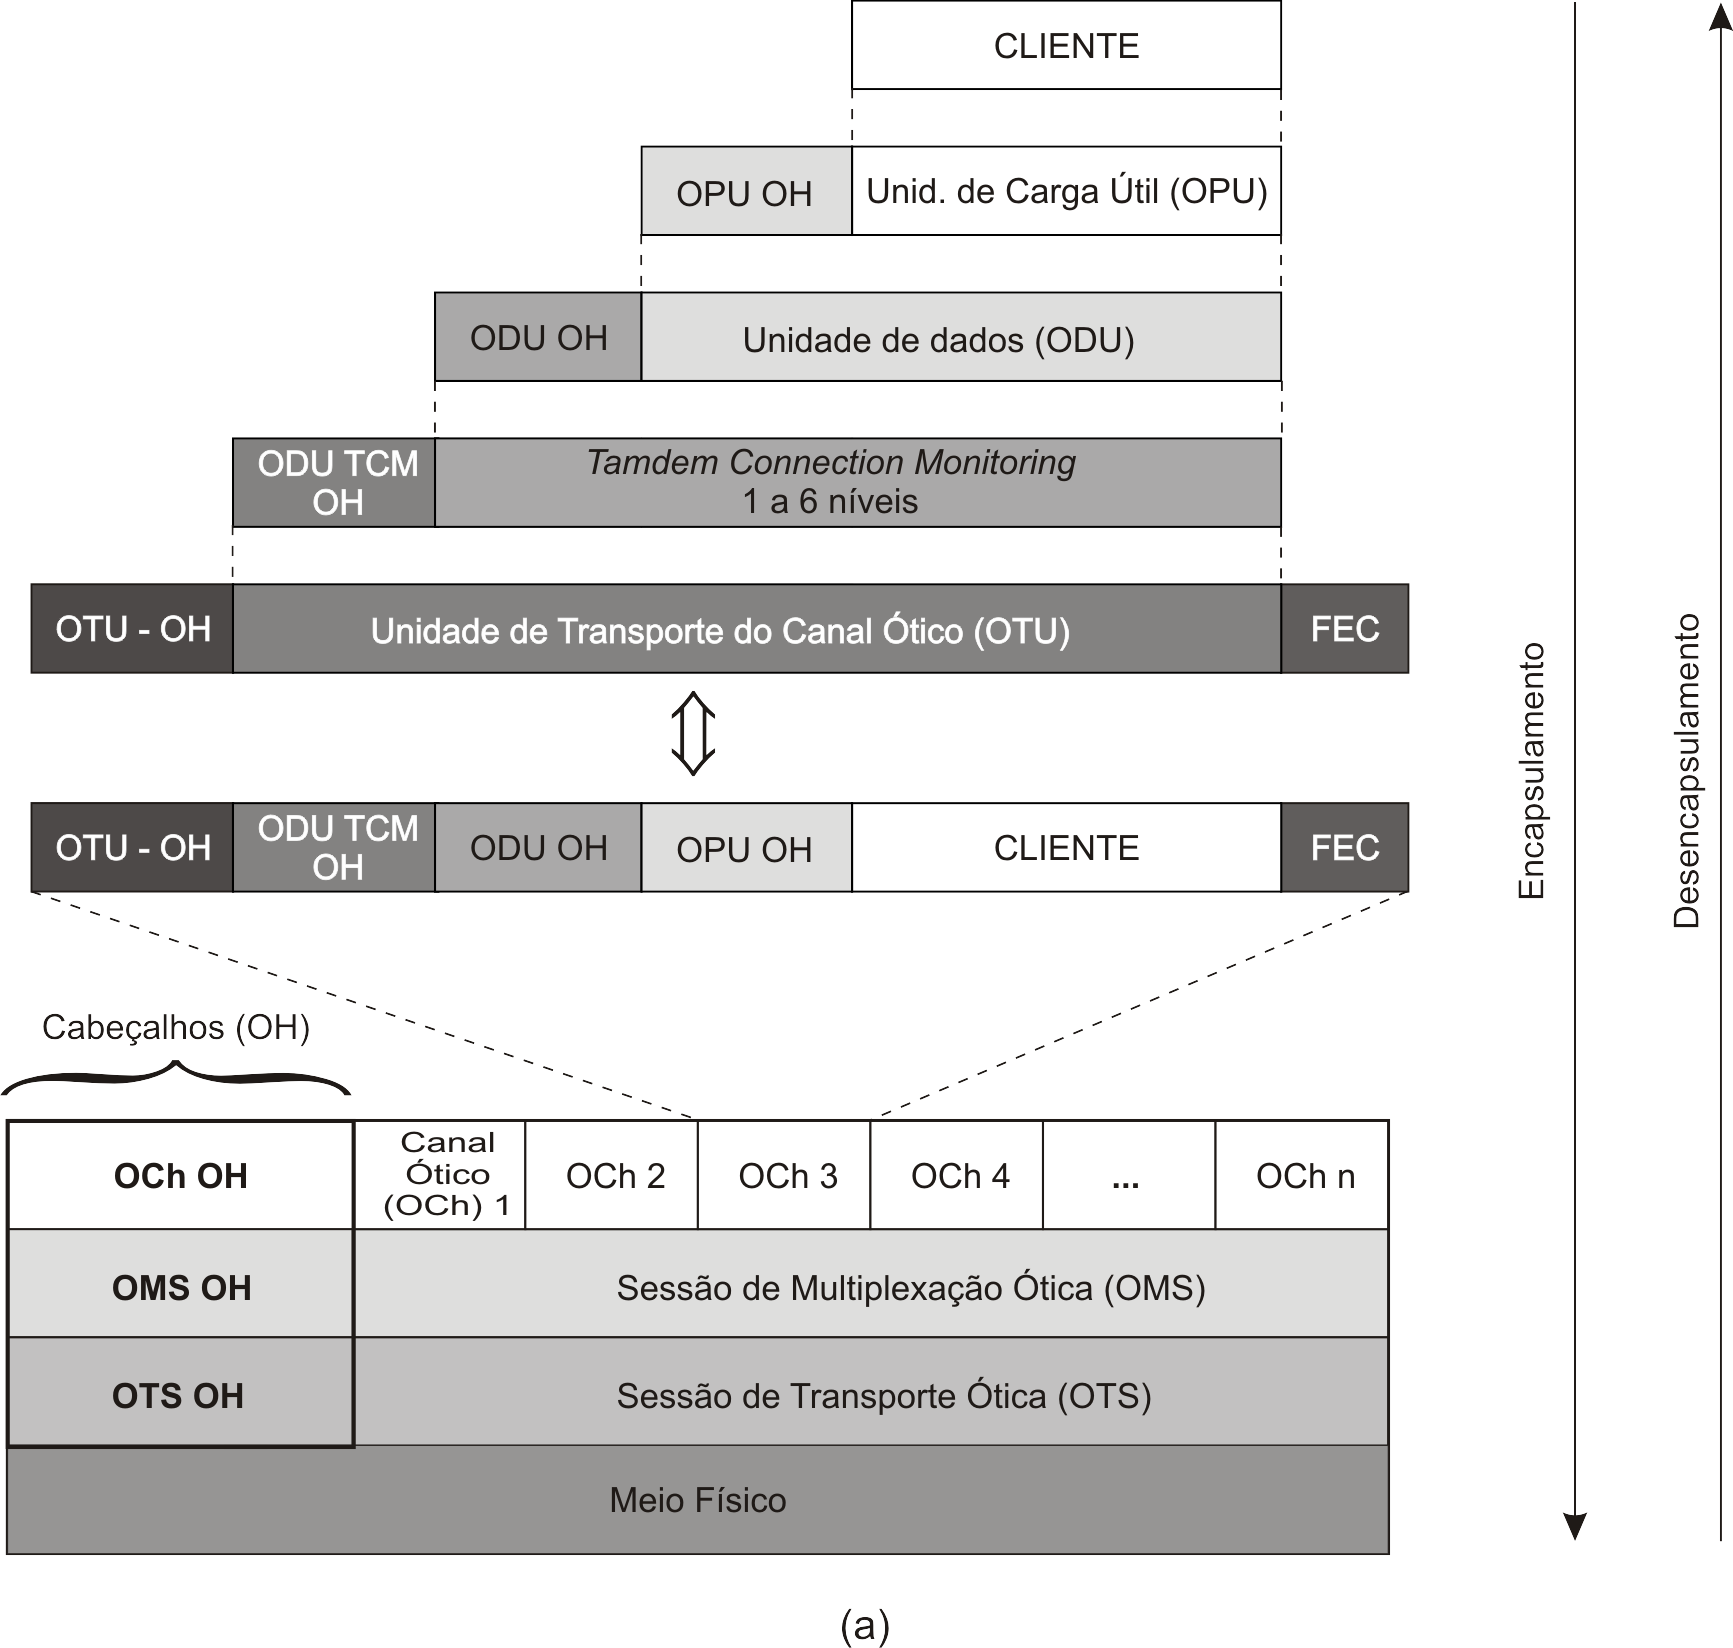 CLIENTE
OPU OH
Unid. de Carga Útil (OPU)
ODU OH
Unidade de dados (ODU)
ODU TCM
OH
Tamdem Connection Monitoring
1 a 6 níveis
OTU - OH
Unidade de Transporte do Canal Ótico (OTU)
FEC
OTU - OH
ODU TCM
OH
ODU OH
OPU OH
CLIENTE
FEC
Encapsulamento
Desencapsulamento
Cabeçalhos (OH)
OCh OH
Canal
Ótico
(OCh) 1
OCh 2
OCh 3
OCh 4
...
OCh n
OMS OH
Sessão de Multiplexação Ótica (OMS)
OTS OH
Sessão de Transporte Ótica (OTS)
Meio Físico
(a)